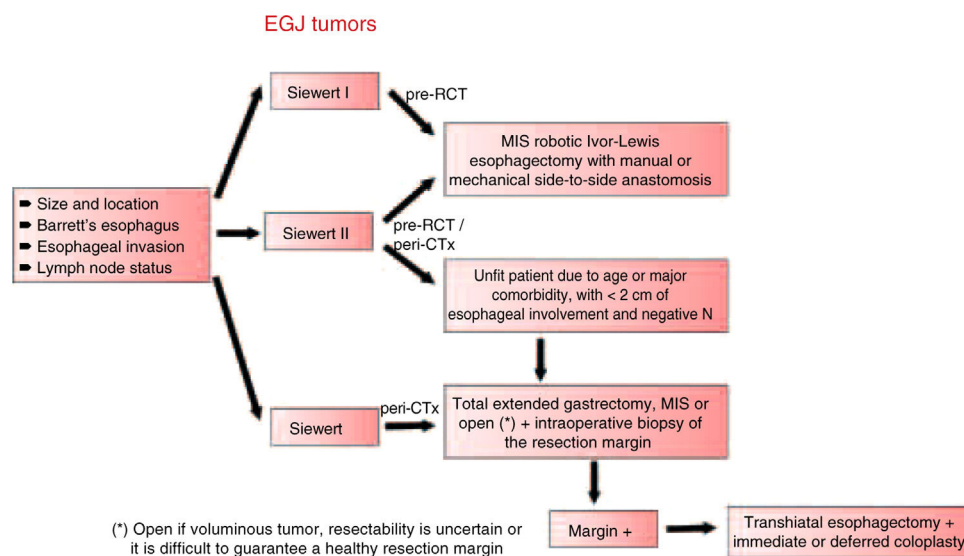 EGJ tumors
Siewert I
pre-RCT
MIS robotic Ivor-Lewis
esophagectomy with manual or
mechanical side-to-side anastomosis
Size and location
Barrett's esophagus
Esophageal invasion
Lymph node status
Siewert II
pre-RCT /
peri-CTx
Unfit patient due to age or major
comorbidity, with < 2 cm of
esophageal involvement and negative N
Siewert
peri-CTx
Total extended gastrectomy, MIS or
open (*) + intraoperative biopsy of
the resection margin
Margin +
Transhiatal esophagectomy +
immediate or deferred coloplasty
(*) Open if voluminous tumor, resectability is uncertain or
it is difficult to guarantee a healthy resection margin